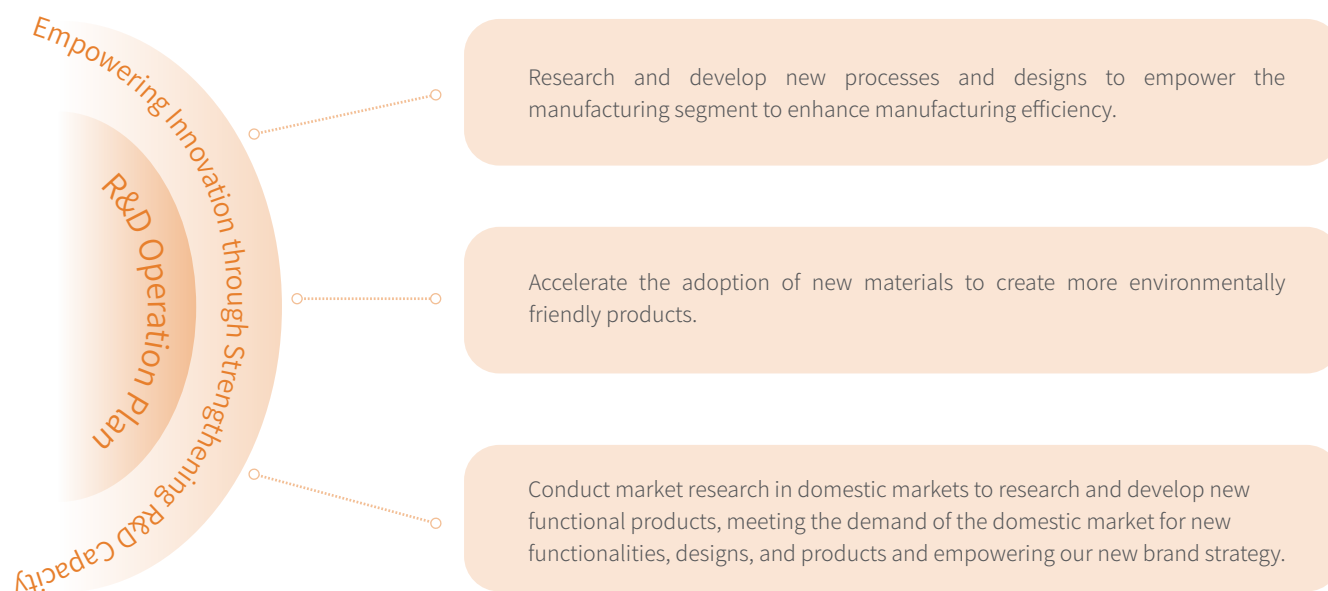 Empowering Innovation through Strengthening R&D Capacity
R&D Operation Plan
Research and develop new processes and designs to empower the
manufacturing segment to enhance manufacturing efficiency.
Accelerate the adoption of new materials to create more environmentally
friendly products.
Conduct market research in domestic markets to research and develop new
functional products, meeting the demand of the domestic market for new
functionalities, designs, and products and empowering our new brand strategy.